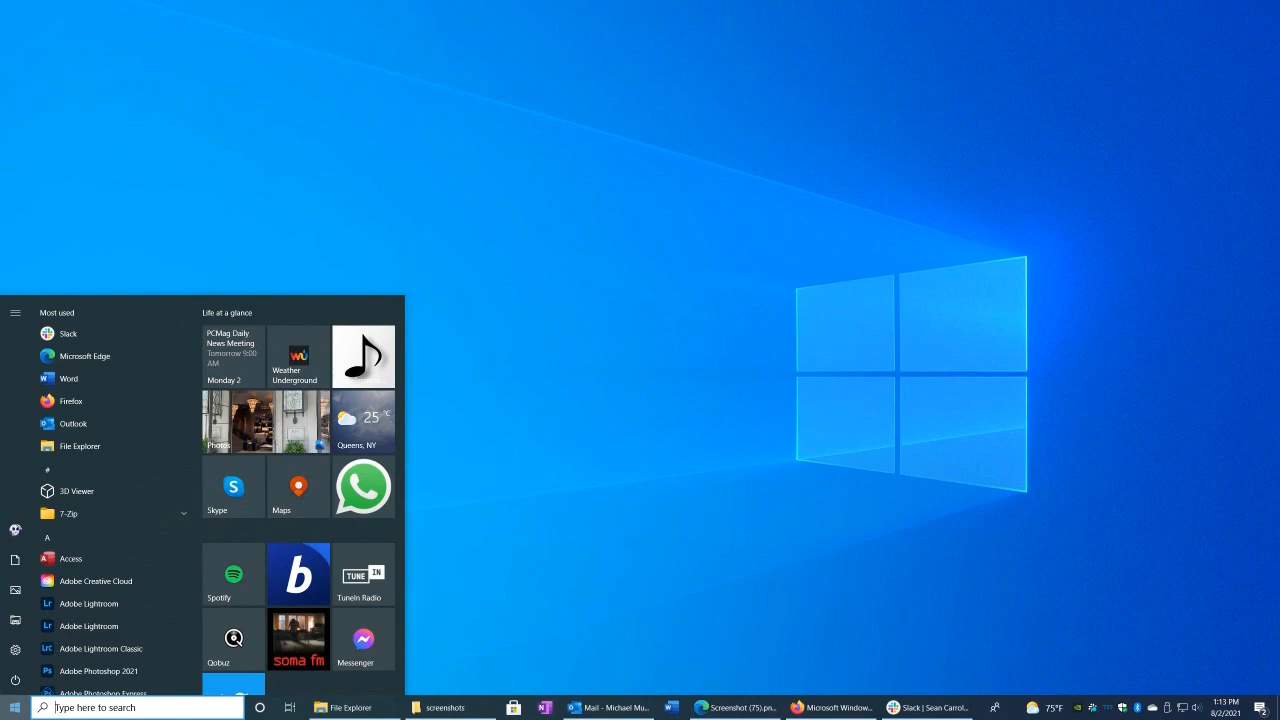 Most used
Slack
Microsoft Edge
Word
Firefox
Outlook
File Explorer
#
3D Viewer
7-Zip
A
Access
Adobe Creative Cloud
Adobe Lightroom
Adobe Lightroom
Adobe Lightroom Classic
Adobe Photoshop 2021
Adobe Photoshop Express
Life at a glance
PCMag Daily
News Meeting
Tomorrow 9:00
AM
Monday 2
Weather
Underground
Photos
25 °C
Queens, NY
Skype
Maps
Spotify
b
TUNE IN
TuneIn Radio
Qobuz
soma fm
Messenger
Type here to search
File Explorer
screenshots
Mail - Michael Mu...
Screenshot (75).pn...
Microsoft Window...
Slack | Sean Carrol...
75°F
1:13 PM
8/2/2021
2